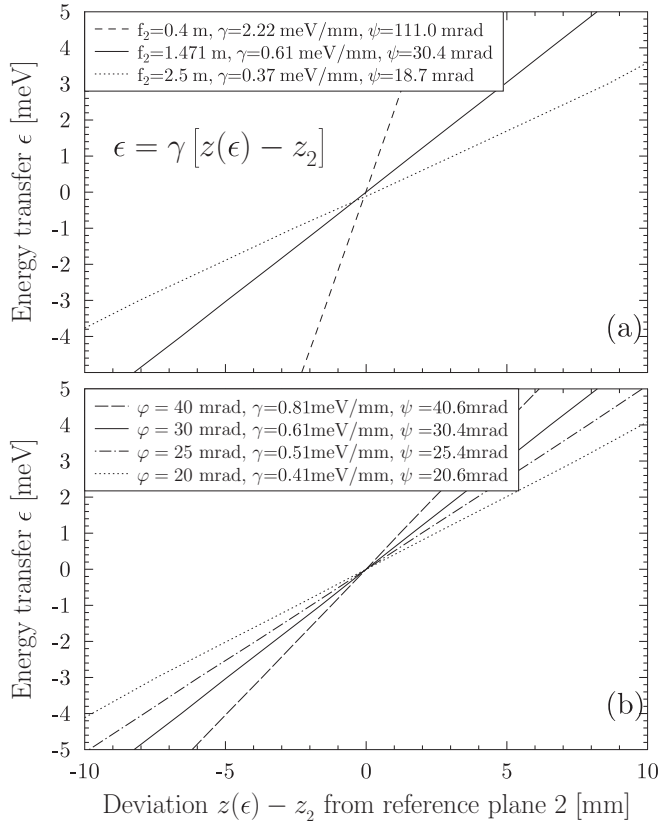 5
f₂=0.4 m, γ=2.22 meV/mm, ψ=111.0 mrad
f₂=1.471 m, γ=0.61 meV/mm, ψ=30.4 mrad
f₂=2.5 m, γ=0.37 meV/mm, ψ=18.7 mrad
4
3
2
1
0
-1
-2
-3
-4
Energy transfer ϵ [meV]
ϵ = γ [z(ϵ) − z₂]
(a)
5
φ = 40 mrad, γ=0.81meV/mm, ψ =40.6mrad
φ = 30 mrad, γ=0.61meV/mm, ψ =30.4mrad
φ = 25 mrad, γ=0.51meV/mm, ψ =25.4mrad
φ = 20 mrad, γ=0.41meV/mm, ψ =20.6mrad
4
3
2
1
0
-1
-2
-3
-4
-5
Energy transfer ϵ [meV]
(b)
-10 -5 0 5 10
Deviation z(ϵ) − z₂ from reference plane 2 [mm]